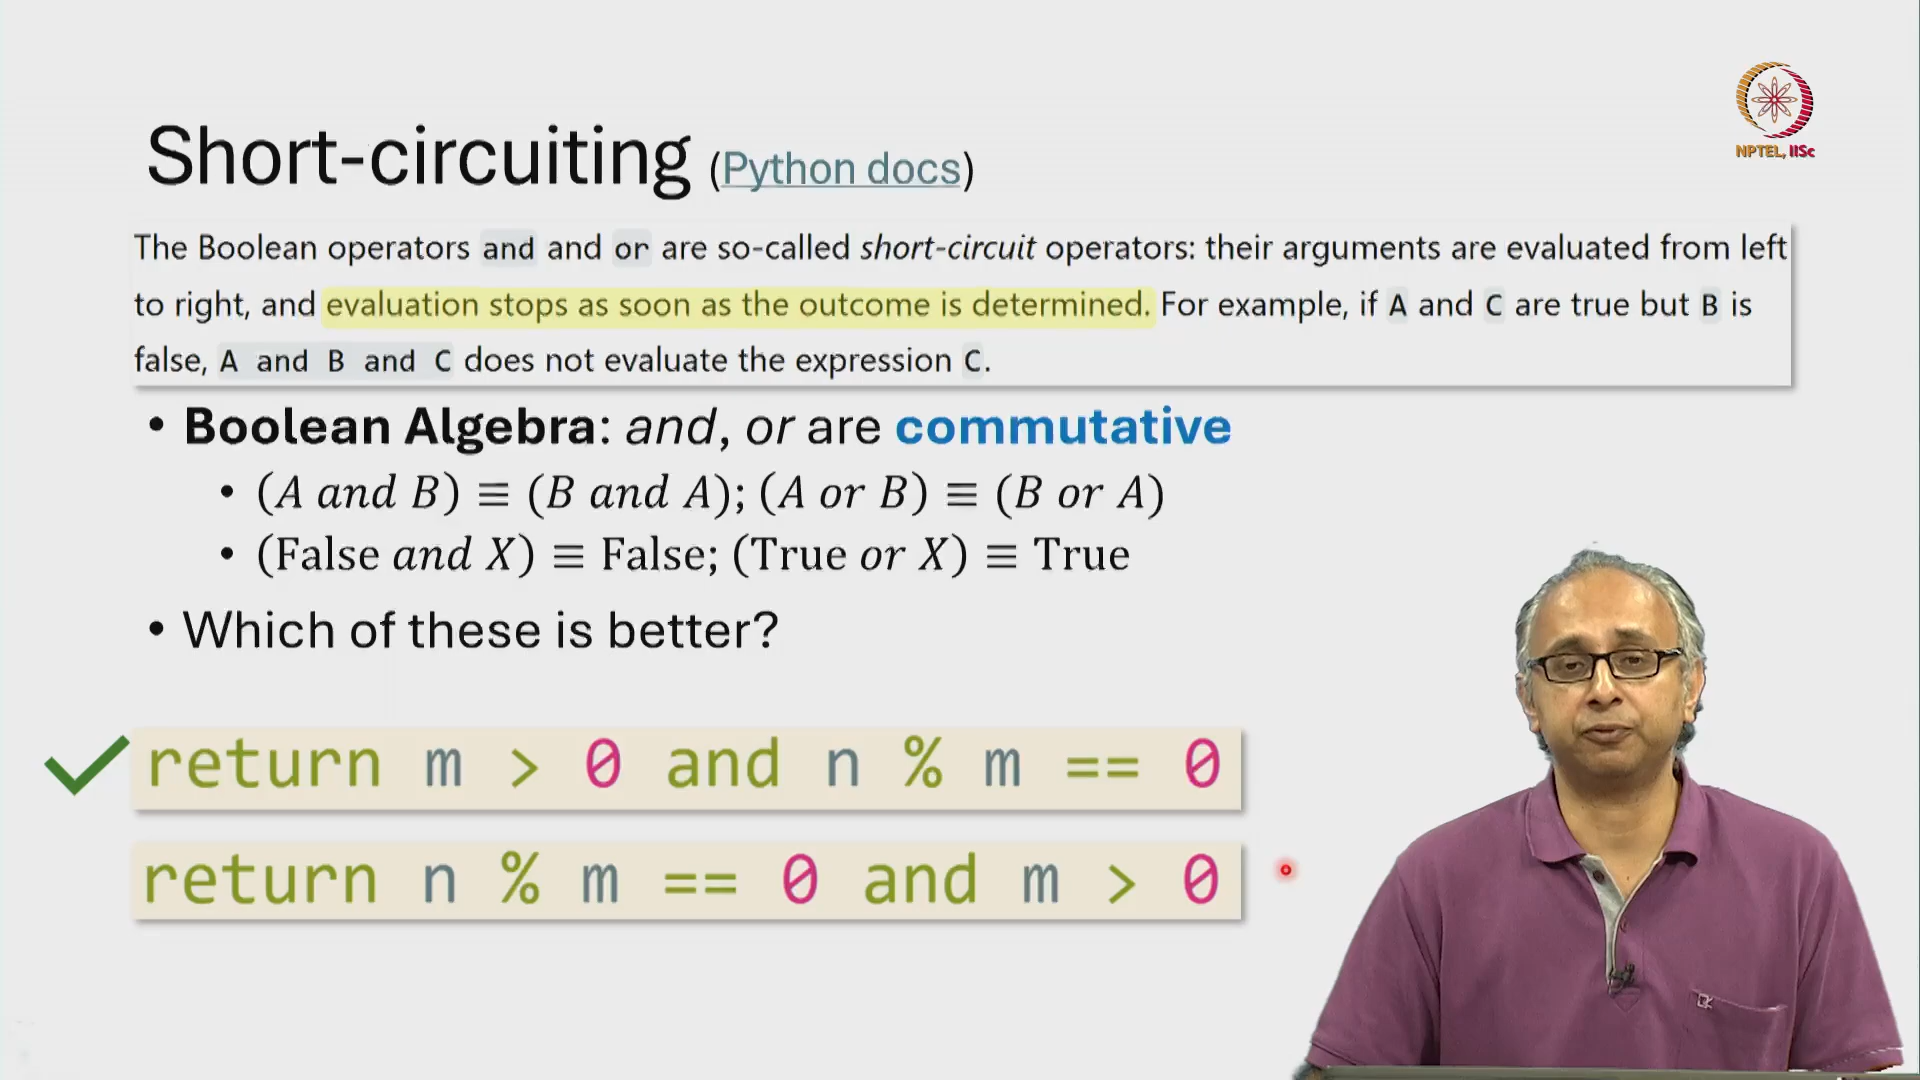 NPTEL, IISc
Short-circuiting (Python docs)
The Boolean operators and and or are so-called short-circuit operators: their arguments are evaluated from left
to right, and evaluation stops as soon as the outcome is determined. For example, if A and C are true but B is
false, A and B and C does not evaluate the expression C.
• Boolean Algebra: and, or are commutative
• (A and B) ≡ (B and A); (A or B) ≡ (B or A)
• (False and X) ≡ False; (True or X) ≡ True
• Which of these is better?
return m > 0 and n % m == 0
return n % m == 0 and m > 0